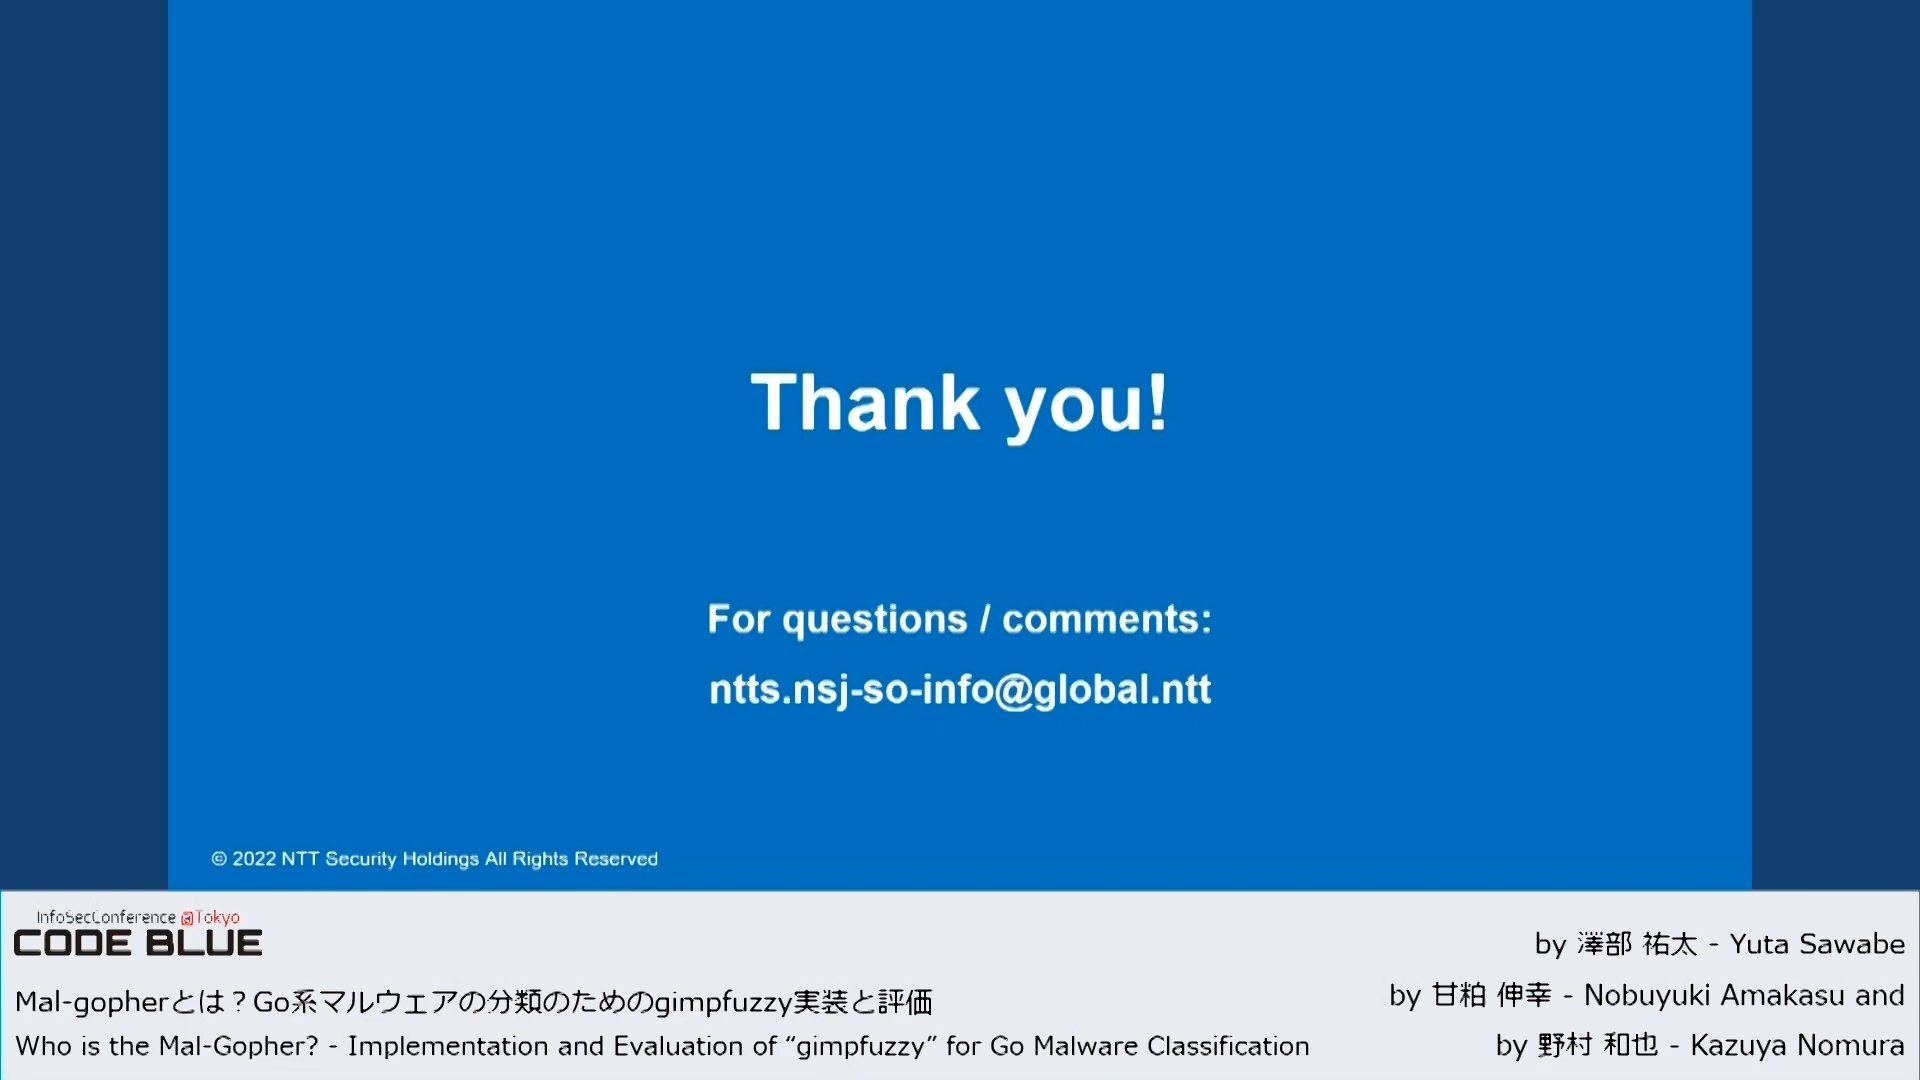 Thank you!
For questions / comments:
ntts.nsj-so-info@global.ntt
© 2022 NTT Security Holdings All Rights Reserved
InfoSecConference @Tokyo
CODE BLUE
Mal-gopherとは？Go系マルウェアの分類のためのgimpfuzzy実装と評価
Who is the Mal-Gopher? - Implementation and Evaluation of “gimpfuzzy” for Go Malware Classification
by 澤部 祐太 - Yuta Sawabe
by 甘粕 伸幸 - Nobuyuki Amakasu and
by 野村 和也 - Kazuya Nomura